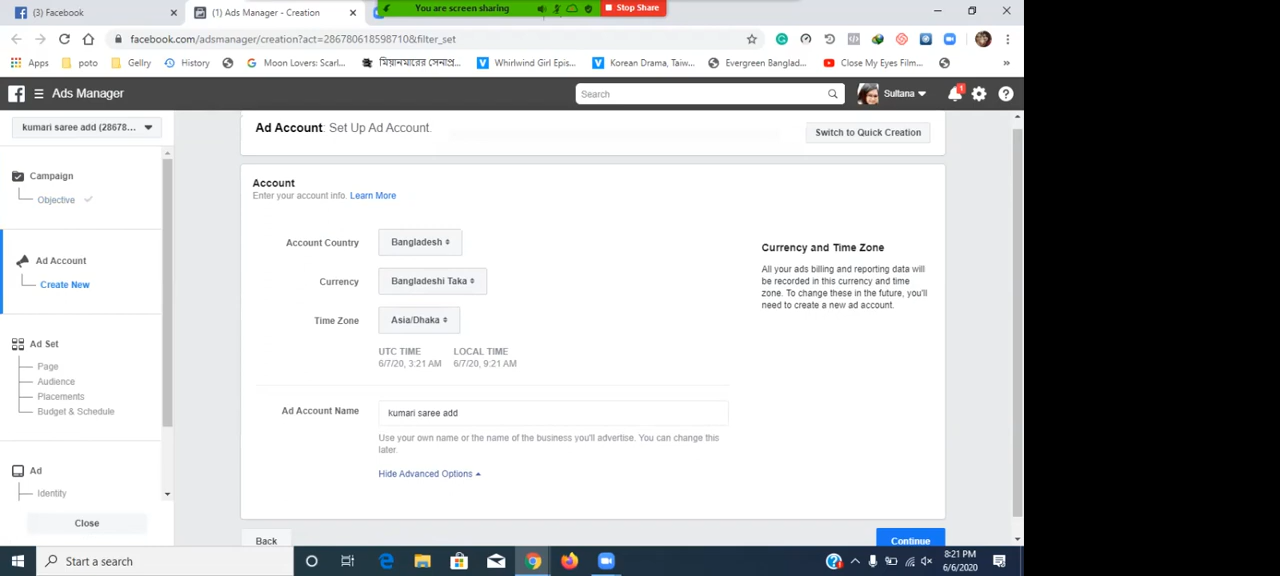 (3) Facebook
(1) Ads Manager - Creation
You are screen sharing
Stop Share
facebook.com/adsmanager/creation?act=286780618598710&filter_set
Apps
poto
Gellry
History
Moon Lovers: Scarl...
মিয়ানমারের সেনাপ্র...
Whirlwind Girl Epis...
Korean Drama, Taiw...
Evergreen Banglad...
Close My Eyes Film...
»
Ads Manager
Search
Sultana
1
kumari saree add (28678...
Ad Account: Set Up Ad Account.
Switch to Quick Creation
Campaign
Objective
Ad Account
Create New
Ad Set
Page
Audience
Placements
Budget & Schedule
Ad
Identity
Close
Account
Enter your account info. Learn More
Account Country
Bangladesh
Currency
Bangladeshi Taka
Time Zone
Asia/Dhaka
UTC TIME LOCAL TIME
6/7/20, 3:21 AM 6/7/20, 9:21 AM
Currency and Time Zone
All your ads billing and reporting data will
be recorded in this currency and time
zone. To change these in the future, you'll
need to create a new ad account.
Ad Account Name
kumari saree add
Use your own name or the name of the business you'll advertise. You can change this
later.
Hide Advanced Options
Back
Continue
Start a search
8:21 PM
6/6/2020